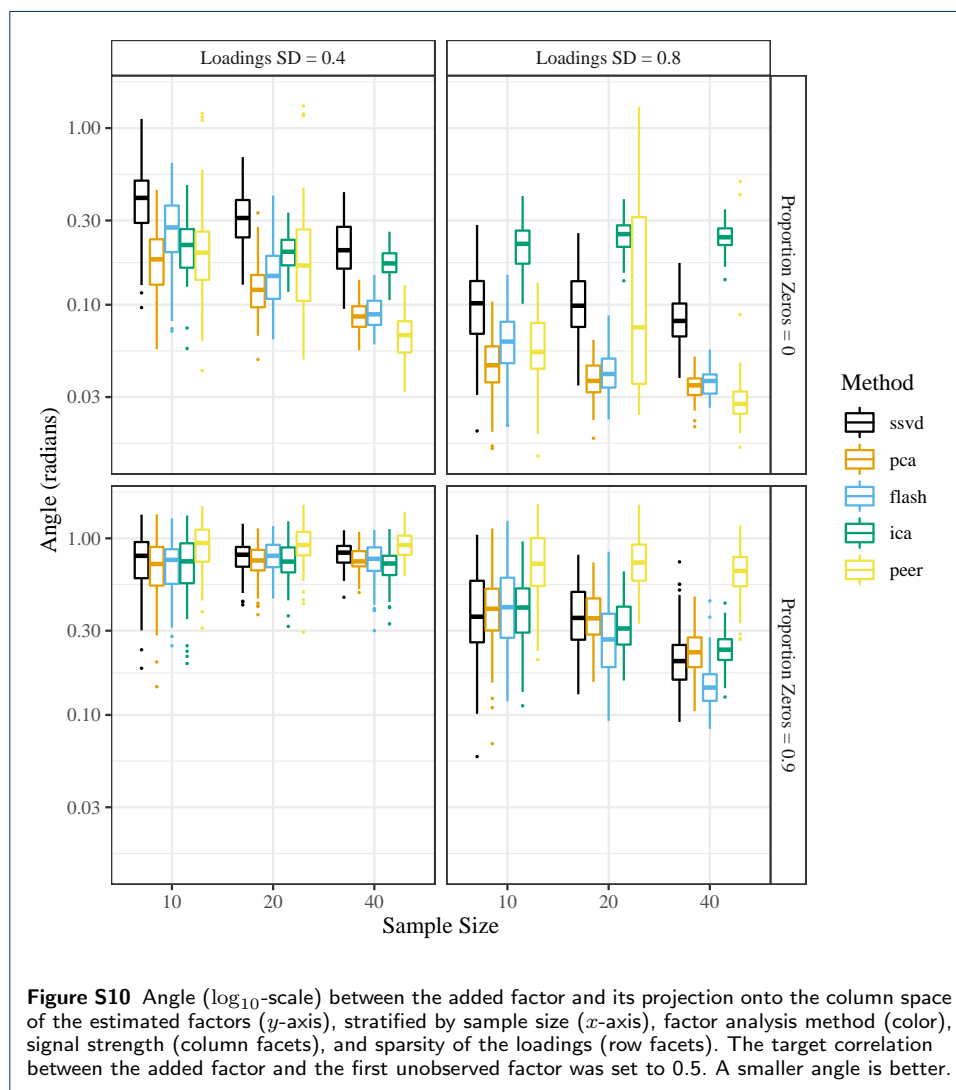 Loadings SD = 0.4
Loadings SD = 0.8
1.00
0.30
0.10
0.03
Proportion Zeros = 0
Angle (radians)
1.00
0.30
0.10
0.03
Proportion Zeros = 0.9
10
20
40
10
20
40
Sample Size
Method
ssvd
pca
flash
ica
peer
Figure S10 Angle (log₁₀-scale) between the added factor and its projection onto the column space
of the estimated factors (y-axis), stratified by sample size (x-axis), factor analysis method (color),
signal strength (column facets), and sparsity of the loadings (row facets). The target correlation
between the added factor and the first unobserved factor was set to 0.5. A smaller angle is better.